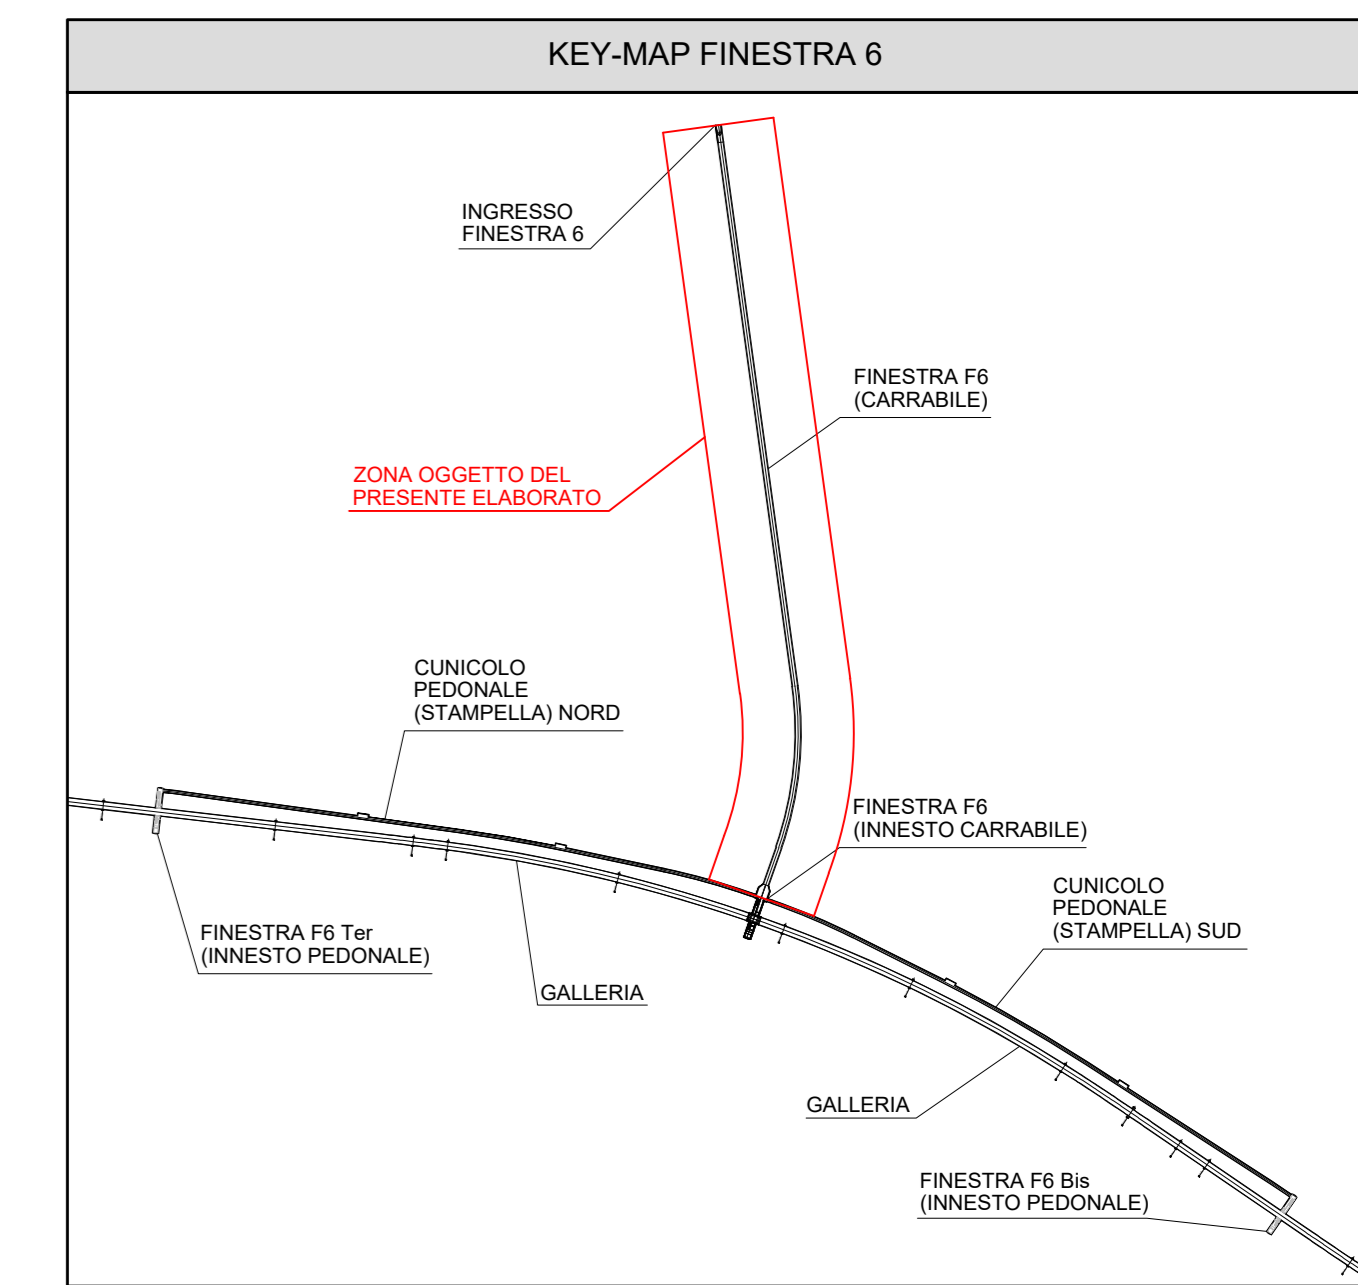 KEY-MAP FINESTRA 6
INGRESSO
FINESTRA 6
FINESTRA F6
(CARRABILE)
ZONA OGGETTO DEL
PRESENTE ELABORATO
CUNICOLO
PEDONALE
(STAMPELLA) NORD
FINESTRA F6
(INNESTO CARRABILE)
CUNICOLO
PEDONALE
(STAMPELLA) SUD
FINESTRA F6 Ter
(INNESTO PEDONALE)
GALLERIA
GALLERIA
FINESTRA F6 Bis
(INNESTO PEDONALE)